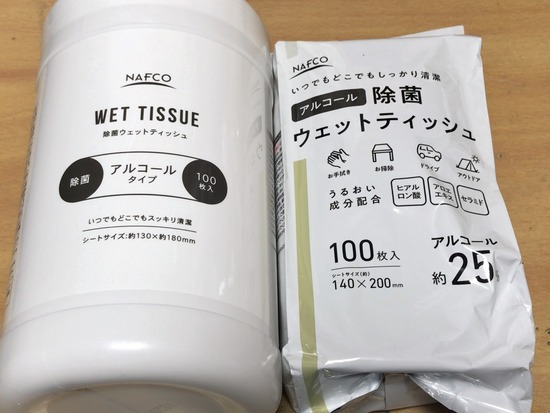 NAFCO
WET TISSUE
除菌ウェットティッシュ
除菌
アルコール
タイプ
100
枚入
いつでもどこでもスッキリ清潔
シートサイズ:約130×約180mm
NAFCO
いつでもどこでもしっかり清潔
アルコール 除菌
ウェットティッシュ
お手拭き お掃除 ドライブ アウトドア
うるおい
成分配合
ヒアル
ロン酸
アロエ
エキス
セラミド
100枚入
シートサイズ(約)
140×200mm
アルコール
約25